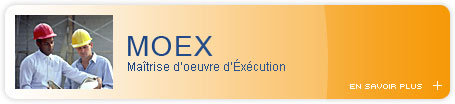 MOEX
Maîtrise d'oeuvre d'Éxécution
EN SAVOIR PLUS +